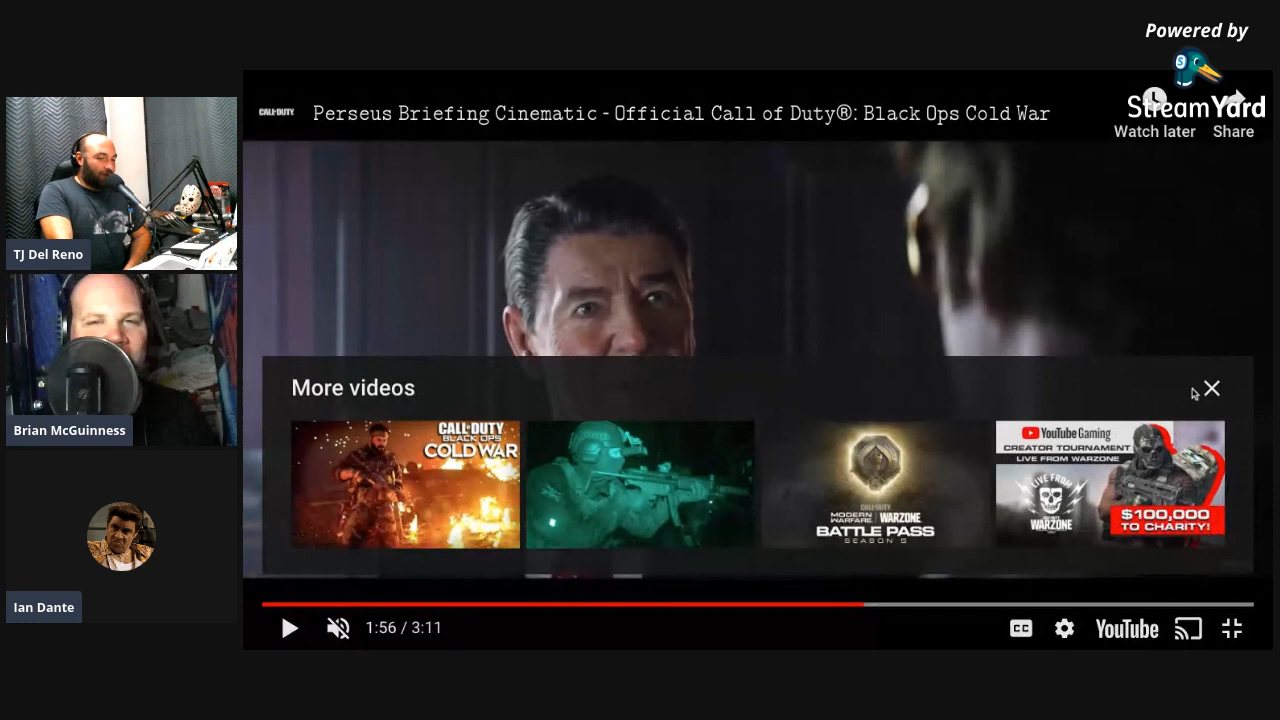 Powered by
StreamYard
CALL OF DUTY
Perseus Briefing Cinematic - Official Call of Duty®: Black Ops Cold War
Watch later
Share
TJ Del Reno
Brian McGuinness
Ian Dante
More videos
CALL OF DUTY
BLACK OPS
COLD WAR
CALL OF DUTY
MODERN WARFARE | WARZONE
BATTLE PASS
SEASON 5
YouTube Gaming
CREATOR TOURNAMENT
LIVE FROM WARZONE
LIVE FROM
WARZONE
$100,000
TO CHARITY!
1:56 / 3:11
CC
YouTube